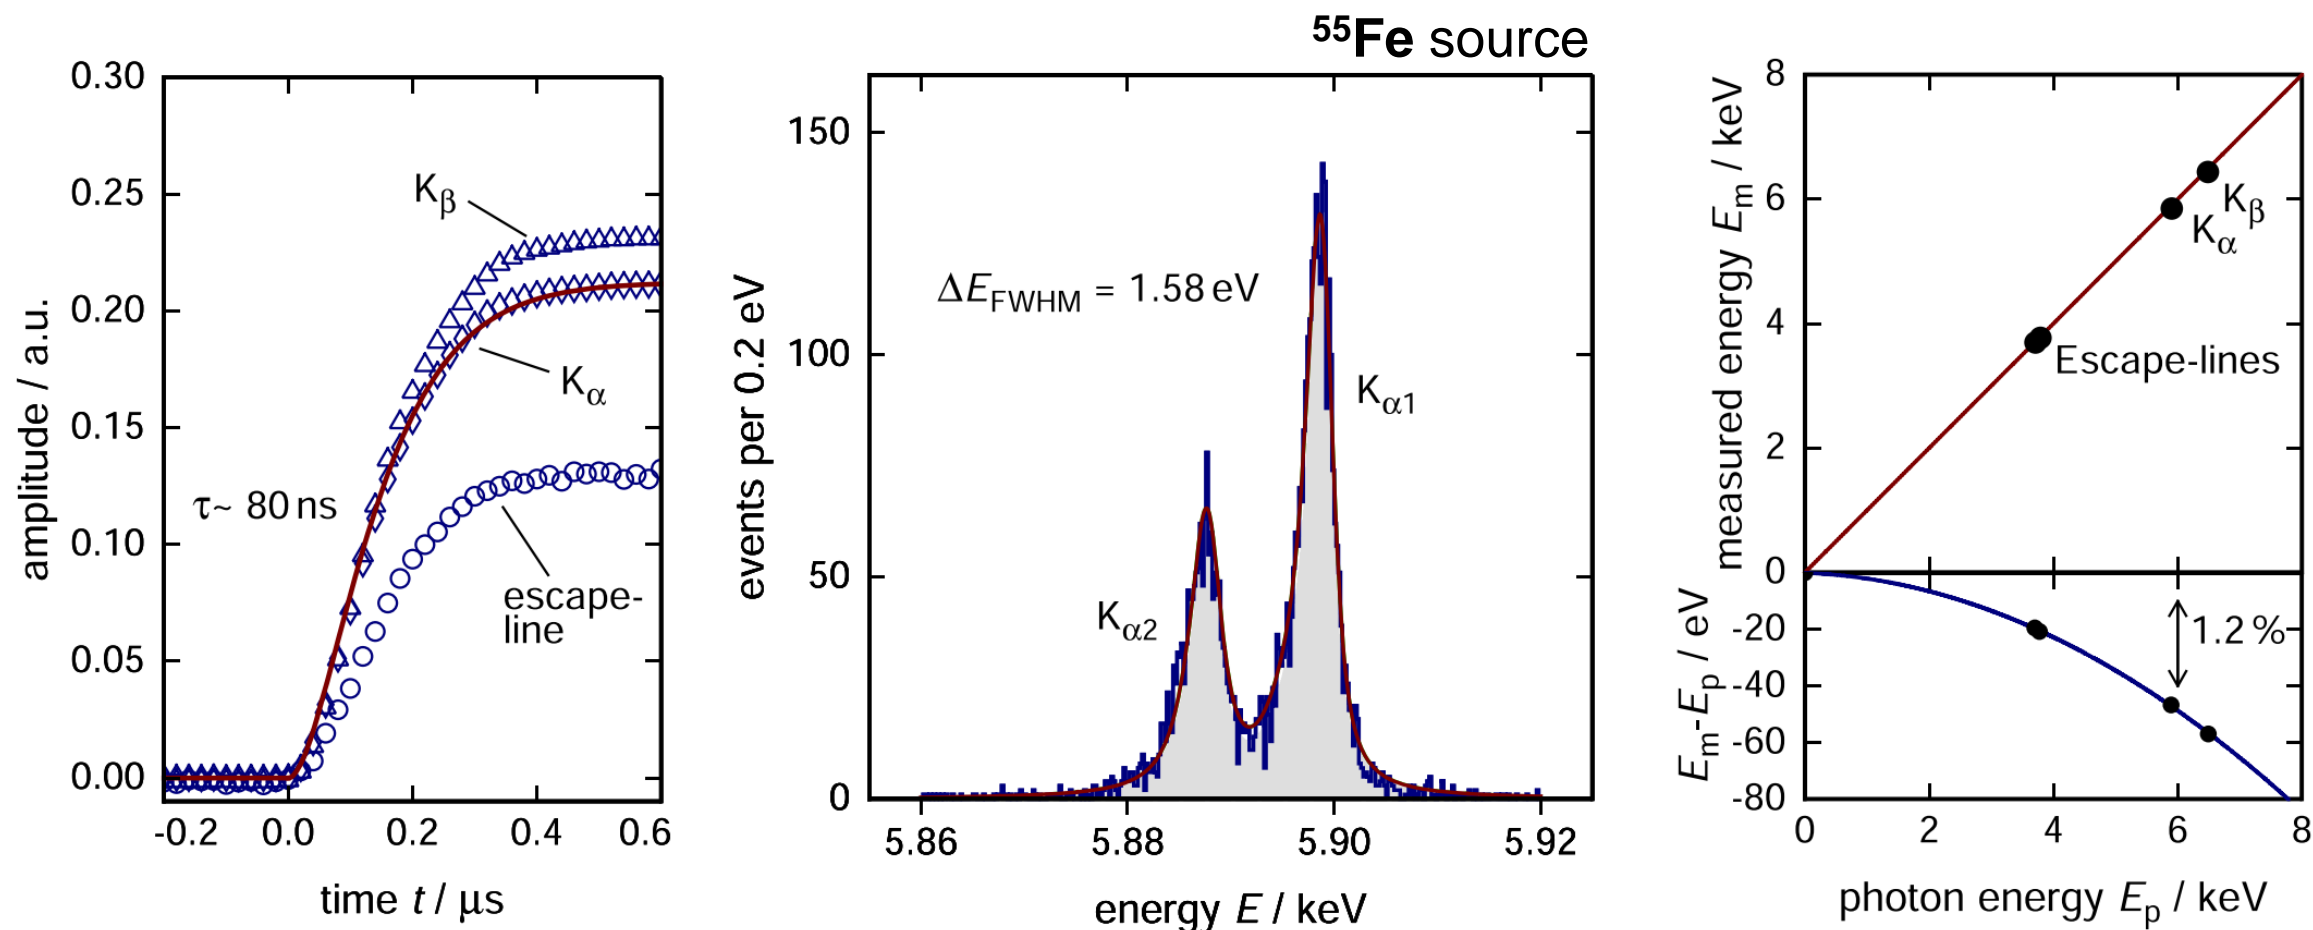 ⁵⁵Fe source
0.30
0.25
0.20
0.15
0.10
0.05
0.00
amplitude / a.u.
-0.2 0.0 0.2 0.4 0.6
time t / μs
Kβ
Kα
τ~ 80 ns
escape-
line
150
100
50
0
events per 0.2 eV
5.86 5.88 5.90 5.92
energy E / keV
ΔE_FWHM = 1.58 eV
Kα1
Kα2
8
6
4
2
0
measured energy Eₘ / keV
Kβ
Kα
Escape-lines
-20
-40
-60
-80
Eₘ-Eₚ / eV
1.2 %
0 2 4 6 8
photon energy Eₚ / keV